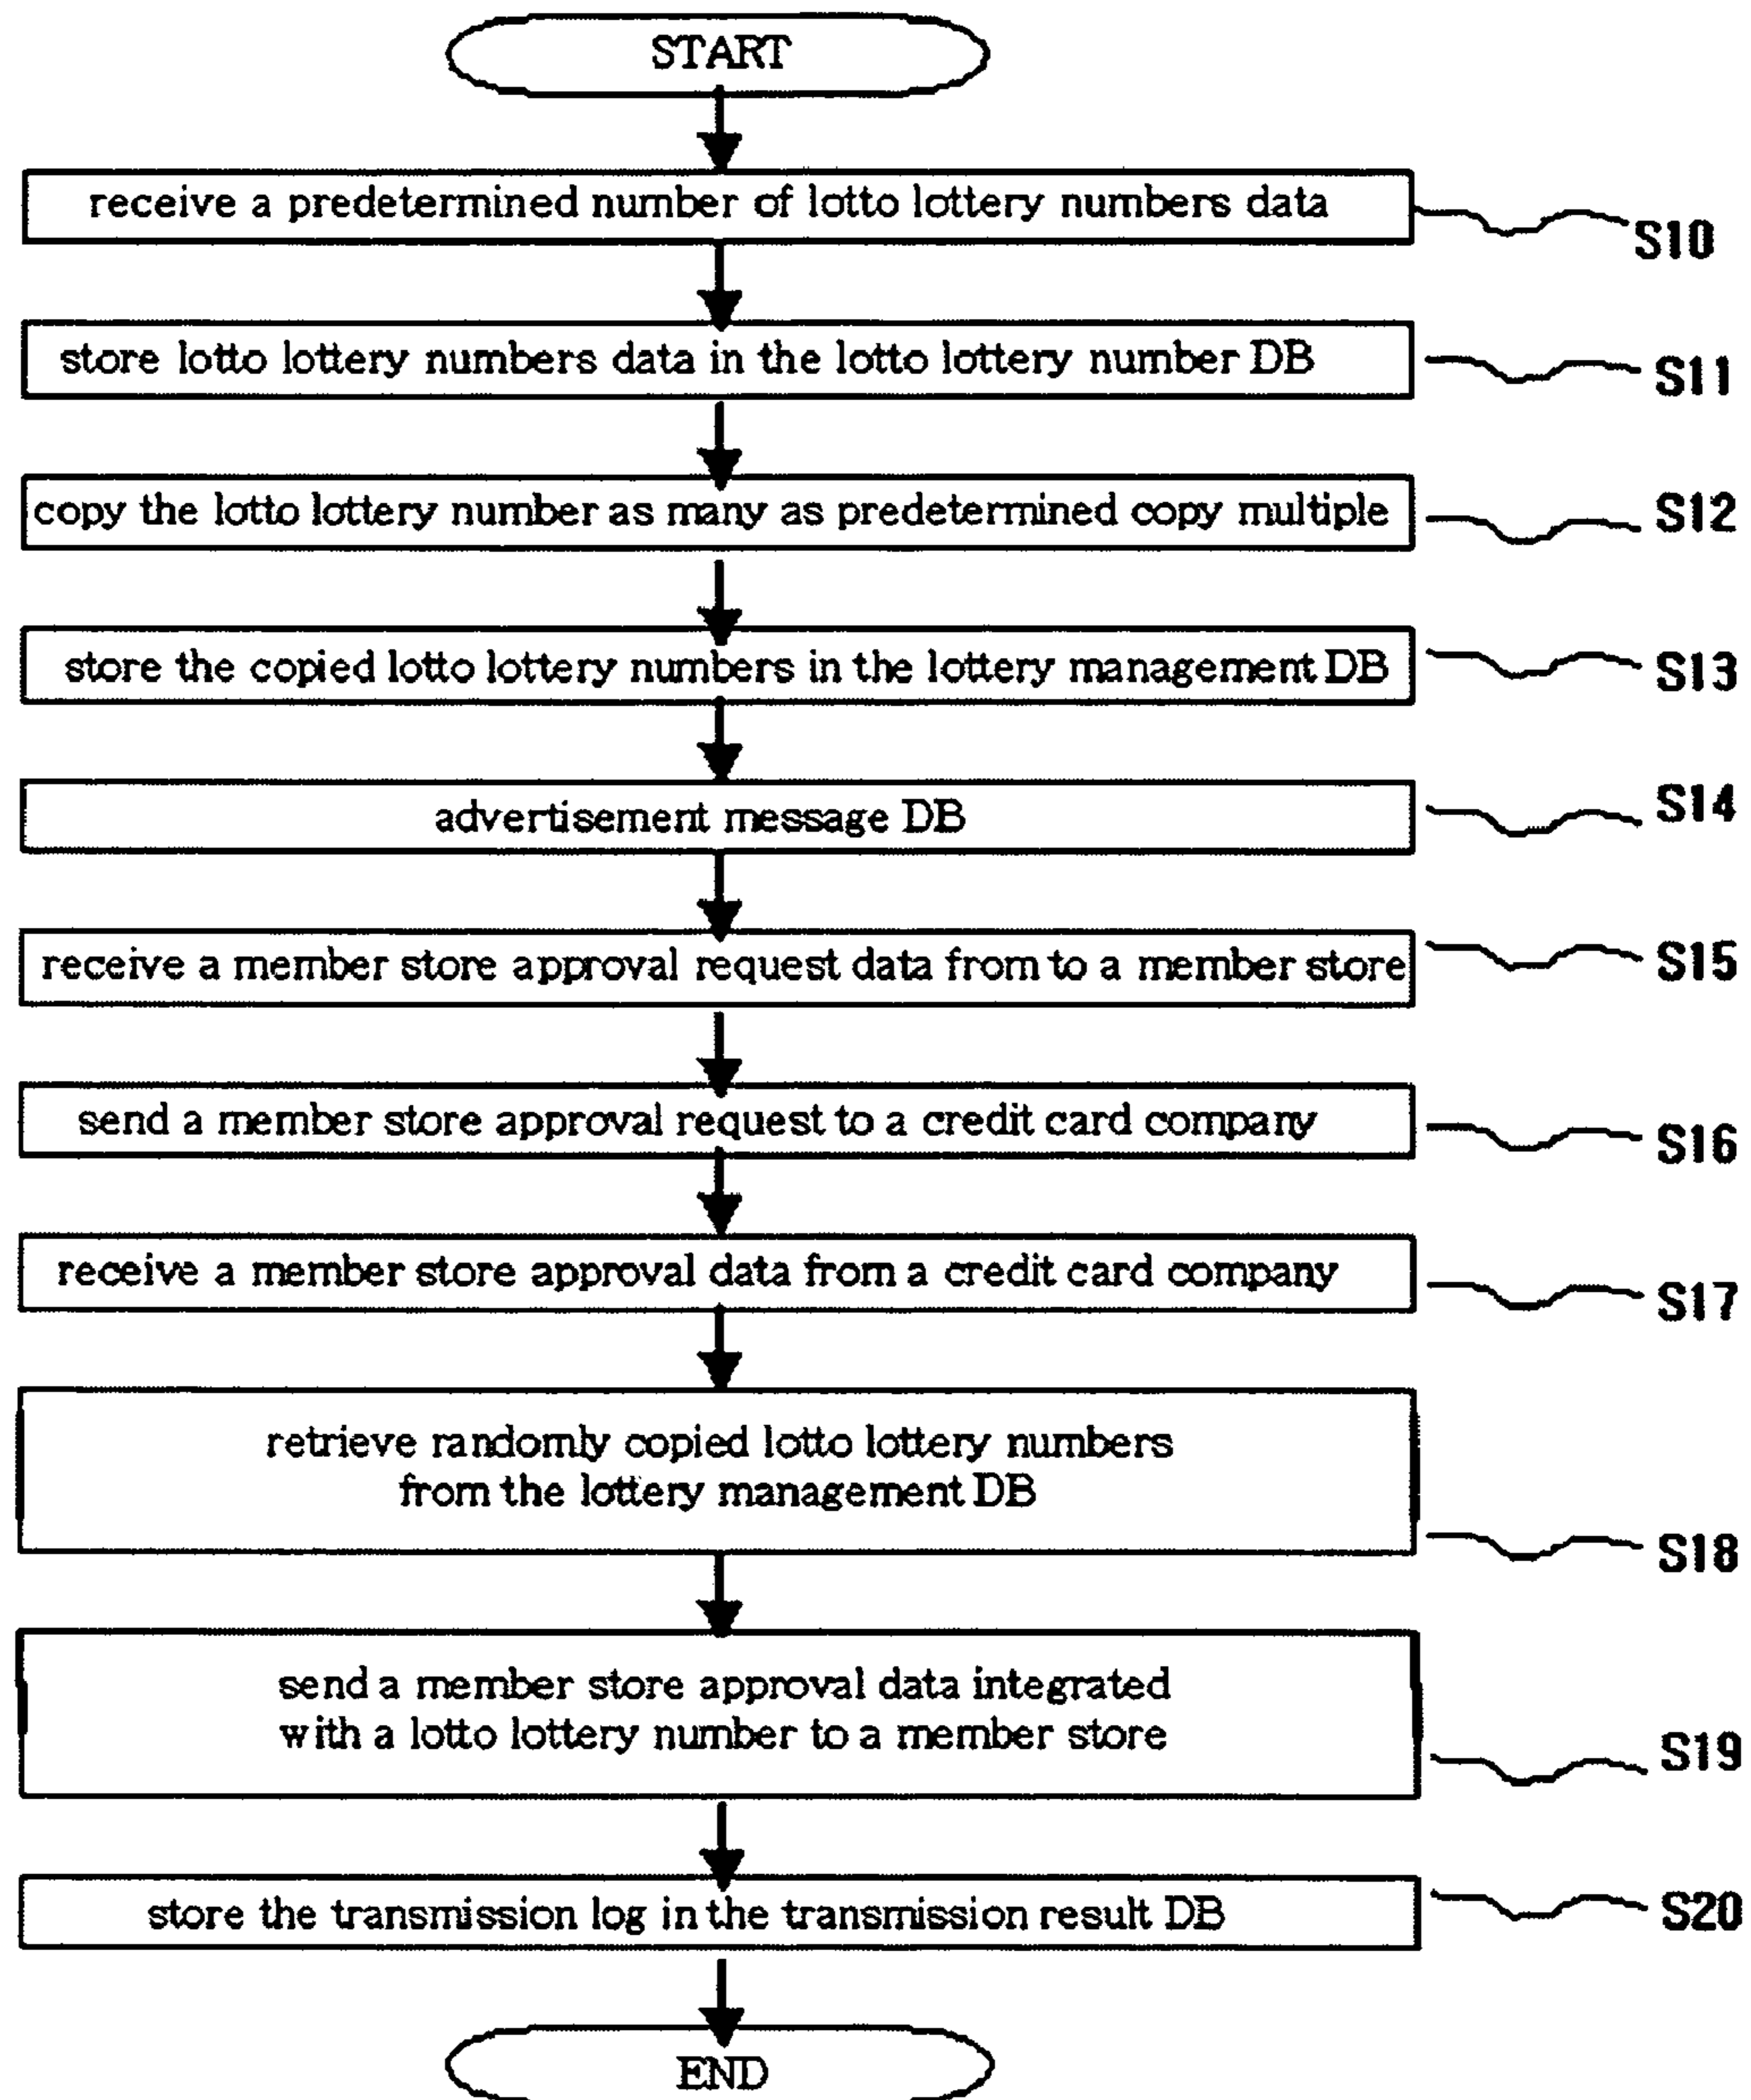 START
receive a predetermined number of lotto lottery numbers data
S10
store lotto lottery numbers data in the lotto lottery number DB
S11
copy the lotto lottery number as many as predetermined copy multiple
S12
store the copied lotto lottery numbers in the lottery management DB
S13
advertisement message DB
S14
receive a member store approval request data from to a member store
S15
send a member store approval request to a credit card company
S16
receive a member store approval data from a credit card company
S17
retrieve randomly copied lotto lottery numbers
from the lottery management DB
S18
send a member store approval data integrated
with a lotto lottery number to a member store
S19
store the transmission log in the transmission result DB
S20
END